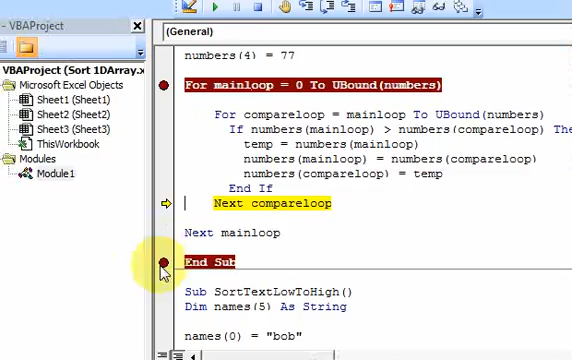 VBAProject
VBAProject (Sort 1DArray.x
Microsoft Excel Objects
Sheet1 (Sheet1)
Sheet2 (Sheet2)
Sheet3 (Sheet3)
ThisWorkbook
Modules
Module1
(General)
numbers(4) = 77
For mainloop = 0 To UBound(numbers)
For compareloop = mainloop To UBound(numbers)
If numbers(mainloop) > numbers(compareloop) The
temp = numbers(mainloop)
numbers(mainloop) = numbers(compareloop)
numbers(compareloop) = temp
End If
Next compareloop
Next mainloop
End Sub
Sub SortTextLowToHigh()
Dim names(5) As String
names(0) = "bob"